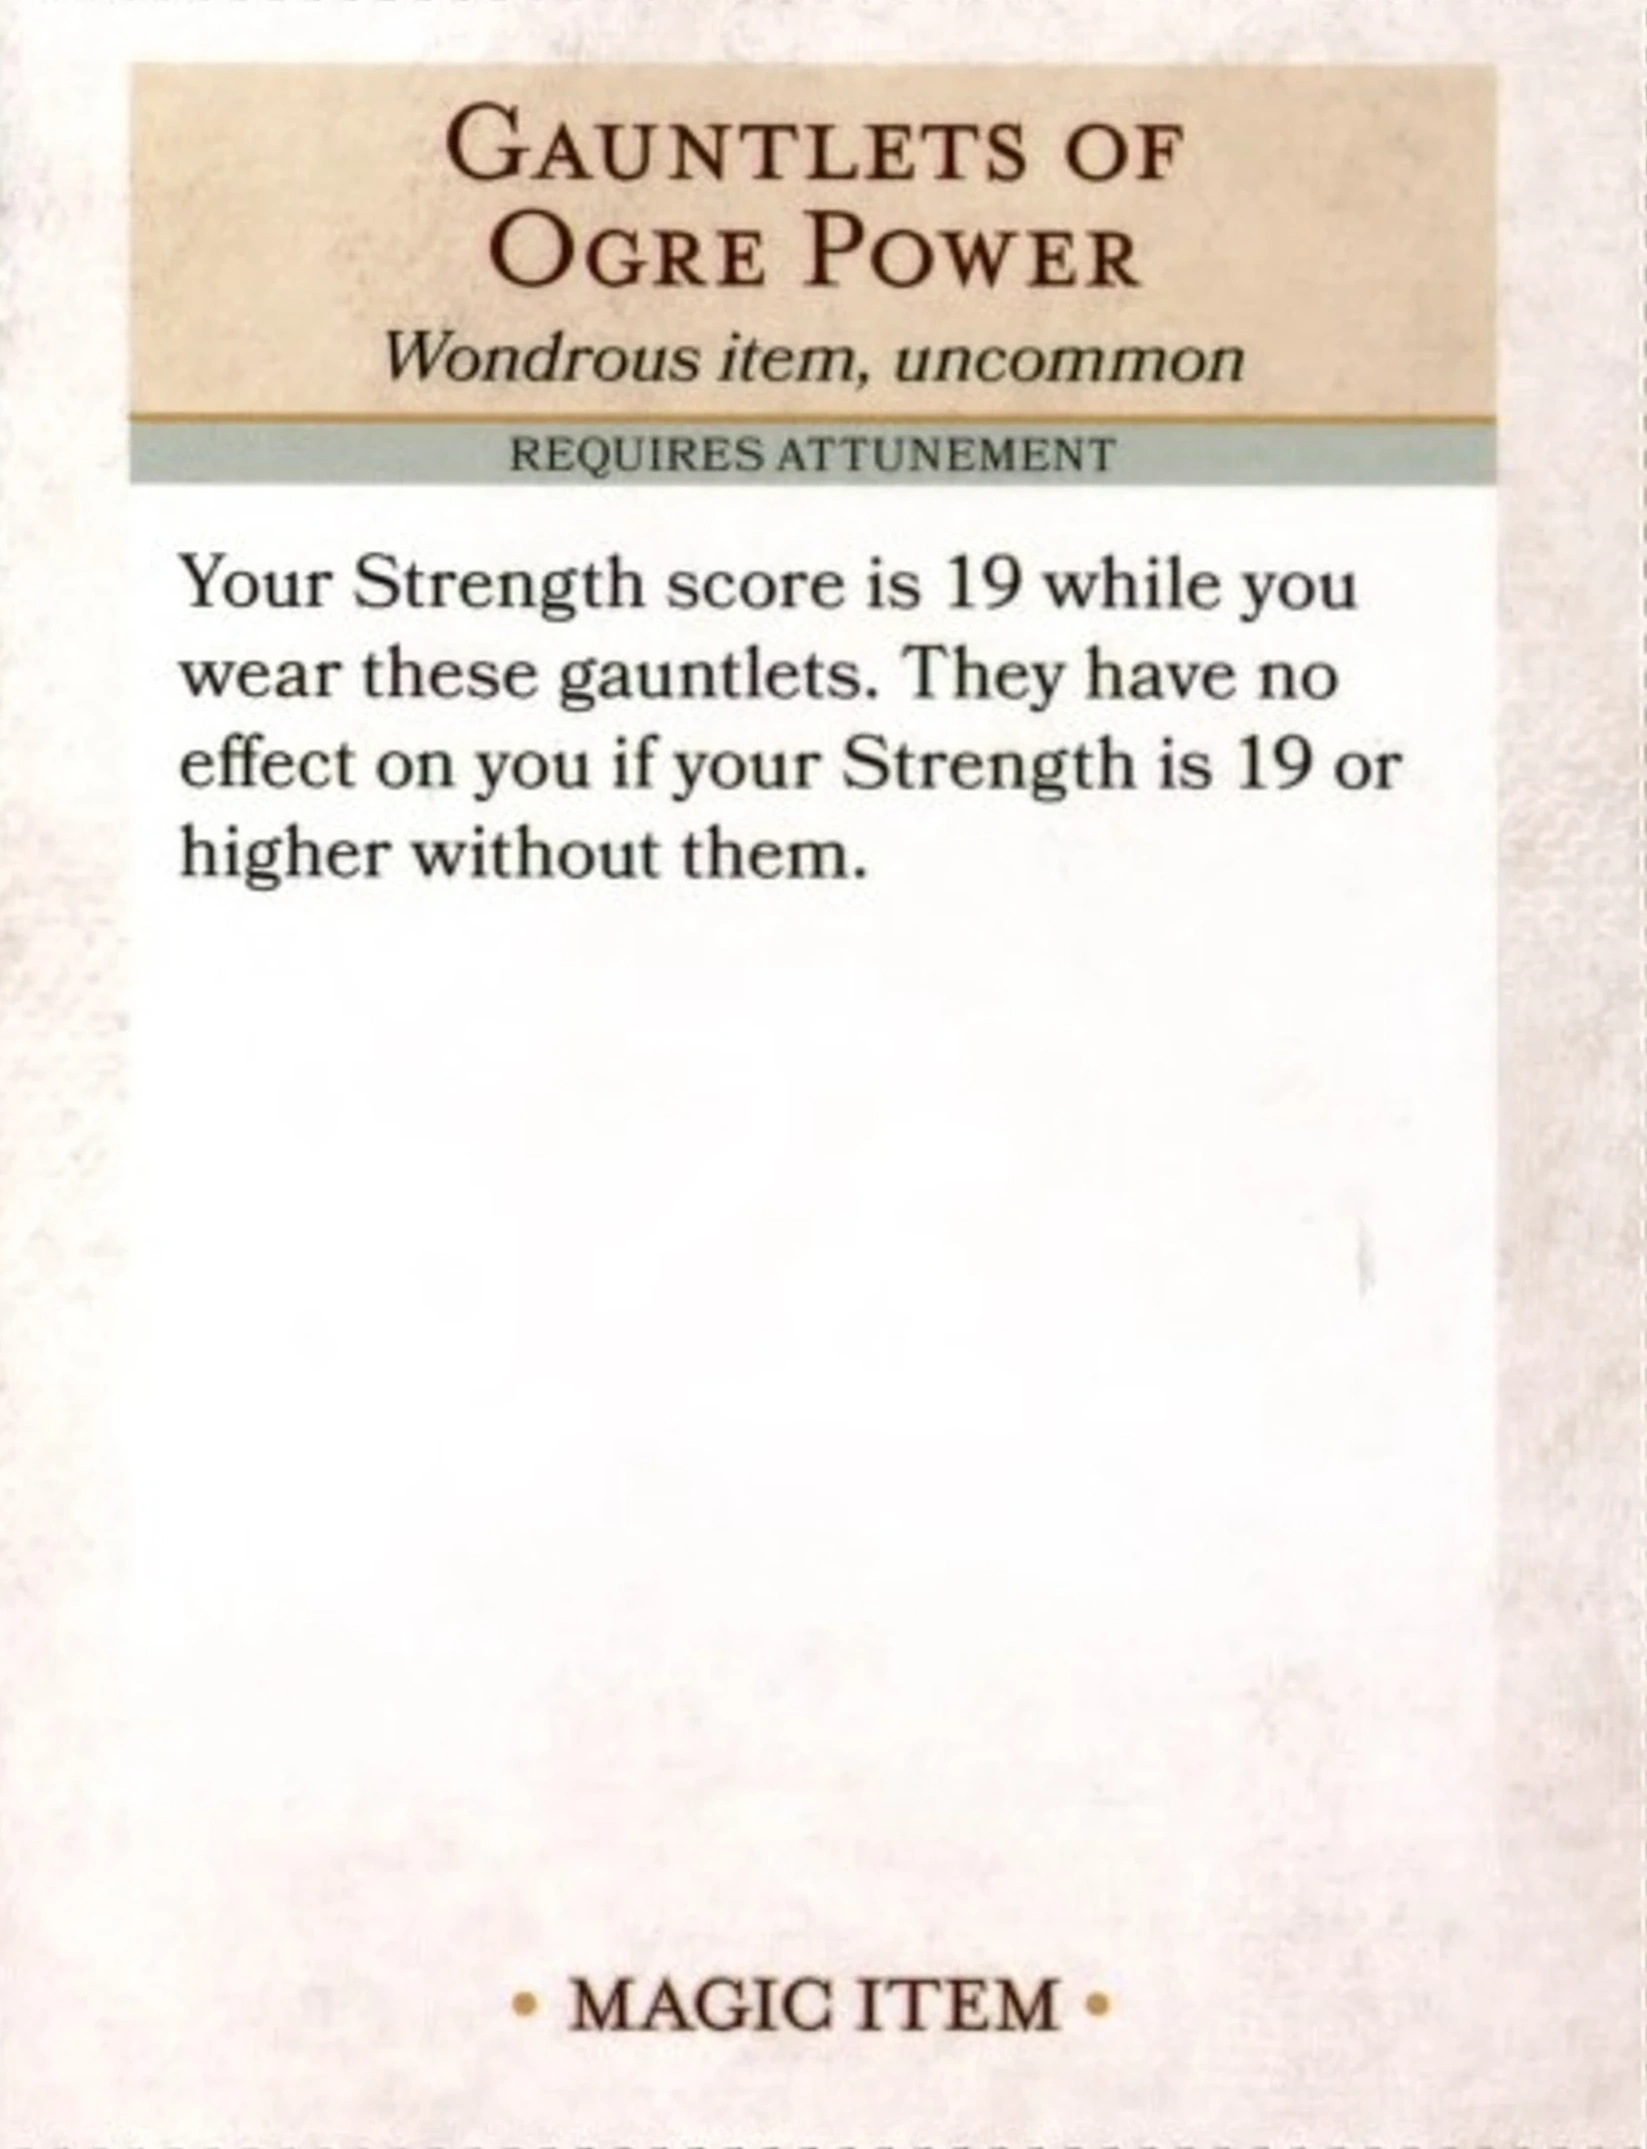 GAUNTLETS OF
OGRE POWER
Wondrous item, uncommon
REQUIRES ATTUNEMENT
Your Strength score is 19 while you
wear these gauntlets. They have no
effect on you if your Strength is 19 or
higher without them.
• MAGIC ITEM •